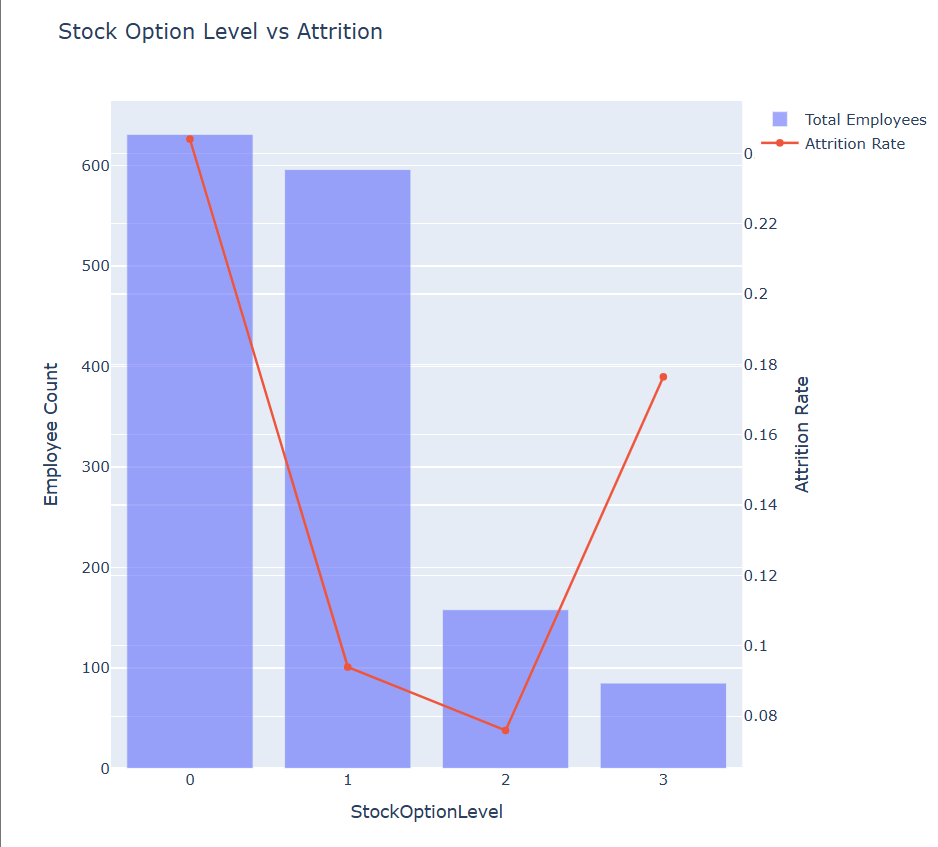 Stock Option Level vs Attrition
Total Employees
Attrition Rate
Employee Count
600
500
400
300
200
100
0
0
0.22
0.2
0.18
0.16
0.14
0.12
0.1
0.08
Attrition Rate
0 1 2 3
StockOptionLevel